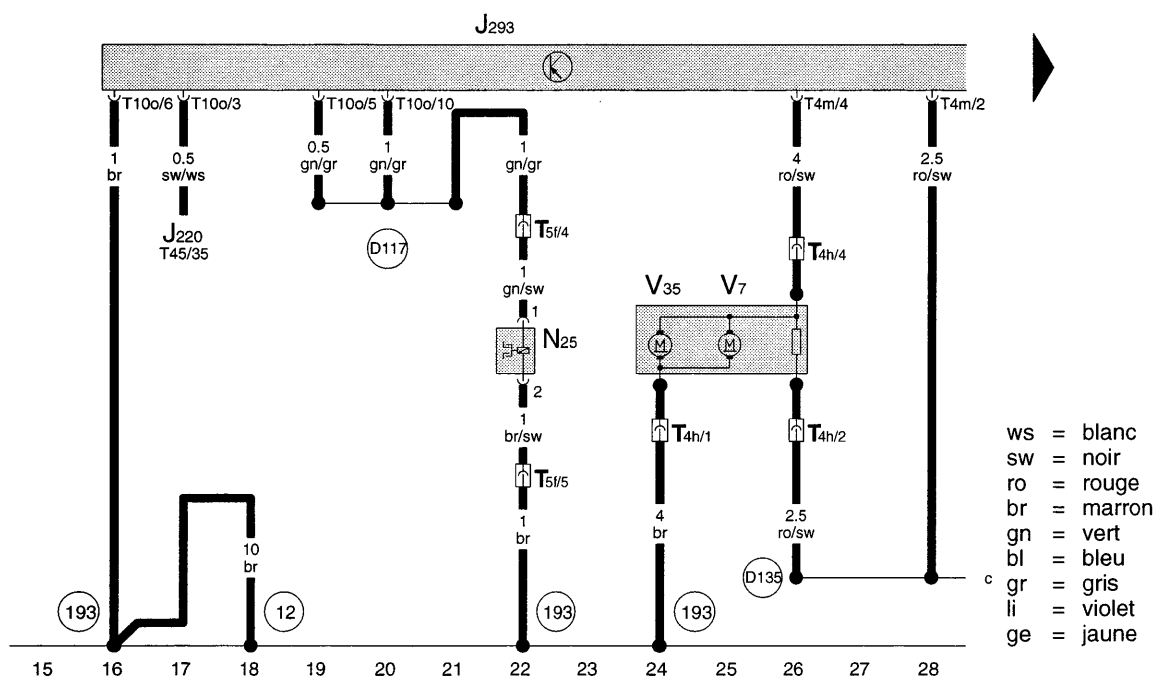 J293
T10o/6
T10o/3
T10o/5
T10o/10
T4m/4
T4m/2
1
br
0.5
sw/ws
0.5
gn/gr
1
gn/gr
1
gn/gr
4
ro/sw
2.5
ro/sw
J220
T45/35
D117
T5f/4
T4h/4
1
gn/sw
1
V35
V7
N25
M
M
2
1
br/sw
T4h/1
T4h/2
T5f/5
10
br
1
br
4
br
2.5
ro/sw
D135
c
193
12
193
193
15 16 17 18 19 20 21 22 23 24 25 26 27 28
ws = blanc
sw = noir
ro = rouge
br = marron
gn = vert
bl = bleu
gr = gris
li = violet
ge = jaune